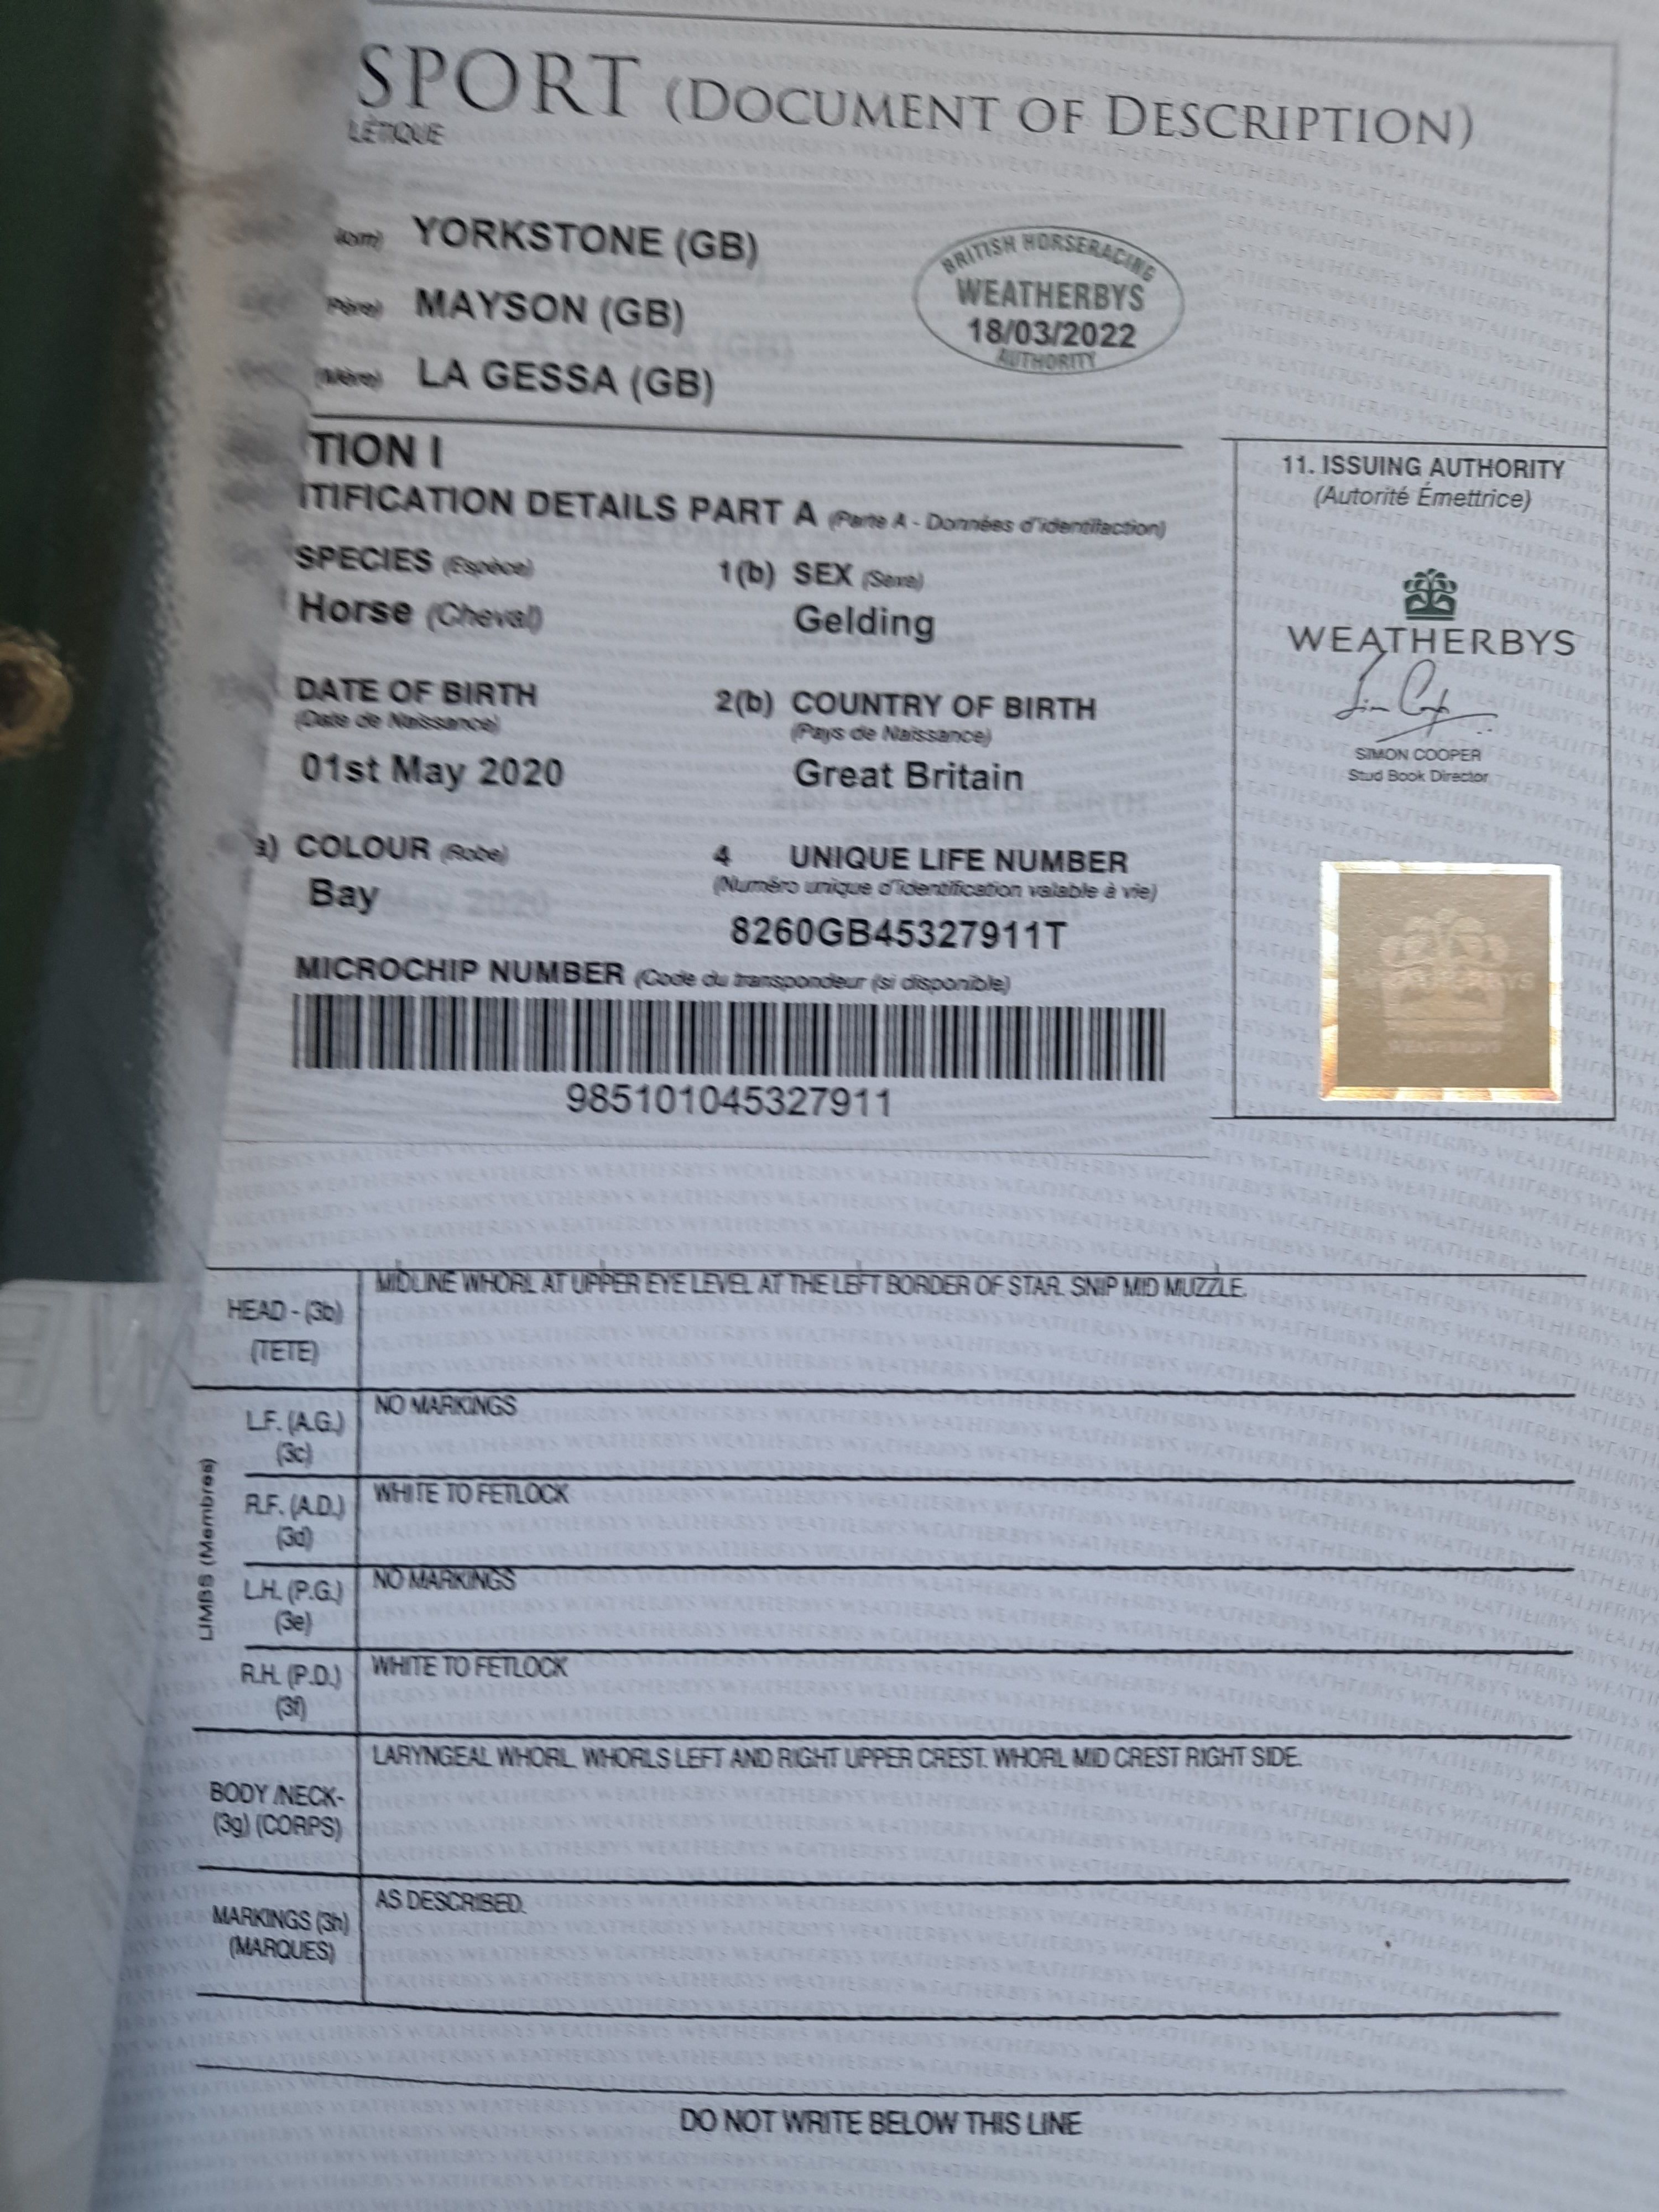 SPORT (DOCUMENT OF DESCRIPTION)
LÉTIQUE
YORKSTONE (GB)
(Père) MAYSON (GB)
(Mère) LA GESSA (GB)
BRITISH HORSERACING
WEATHERBYS
18/03/2022
AUTHORITY
TION I
TIFICATION DETAILS PART A (Partie A - Données d'identifaction)
SPECIES (Espèce)
Horse (Cheval)
1(b) SEX (Sexe)
Gelding
DATE OF BIRTH
(Date de Naissance)
01st May 2020
2(b) COUNTRY OF BIRTH
(Pays de Naissance)
Great Britain
a) COLOUR (Robe)
Bay
4 UNIQUE LIFE NUMBER
(Numéro unique d'identification valable à vie)
8260GB45327911T
MICROCHIP NUMBER (Code du transpondeur (si disponible)
985101045327911
11. ISSUING AUTHORITY
(Autorité Émettrice)
WEATHERBYS
SIMON COOPER
Stud Book Director
WEATHERBYS
HEAD - (3b)
(TETE)
MIDLINE WHORL AT UPPER EYE LEVEL AT THE LEFT BORDER OF STAR. SNIP MID MUZZLE.
LIMBS (Membres)
L.F. (A.G.)
(3c)
NO MARKINGS
R.F. (A.D.)
(3d)
WHITE TO FETLOCK
L.H. (P.G.)
(3e)
NO MARKINGS
R.H. (P.D.)
(3f)
WHITE TO FETLOCK
BODY /NECK-
(3g) (CORPS)
LARYNGEAL WHORL. WHORLS LEFT AND RIGHT UPPER CREST. WHORL MID CREST RIGHT SIDE.
MARKINGS (3h)
(MARQUES)
AS DESCRIBED.
DO NOT WRITE BELOW THIS LINE